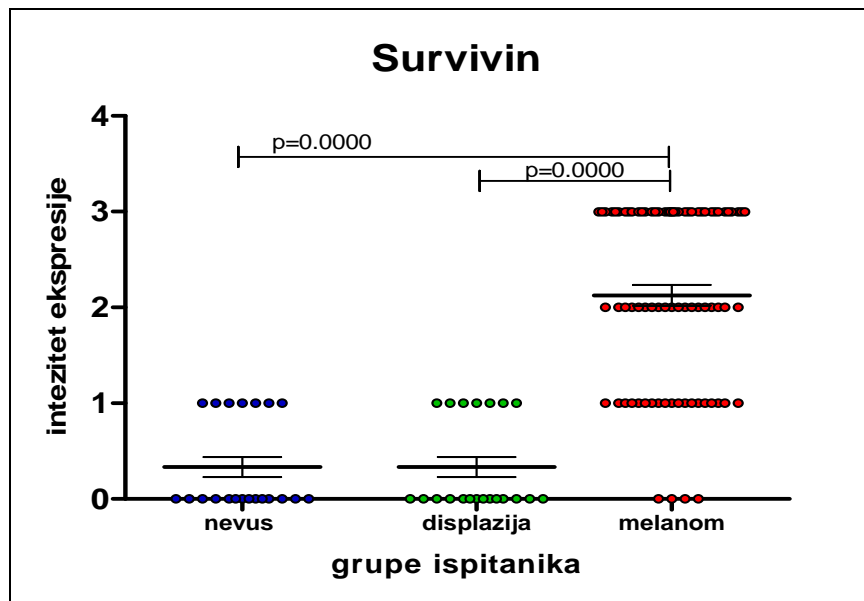 Survivin
intezitet ekspresije
4
3
2
1
0
p=0.0000
p=0.0000
nevus displazija melanom
grupe ispitanika